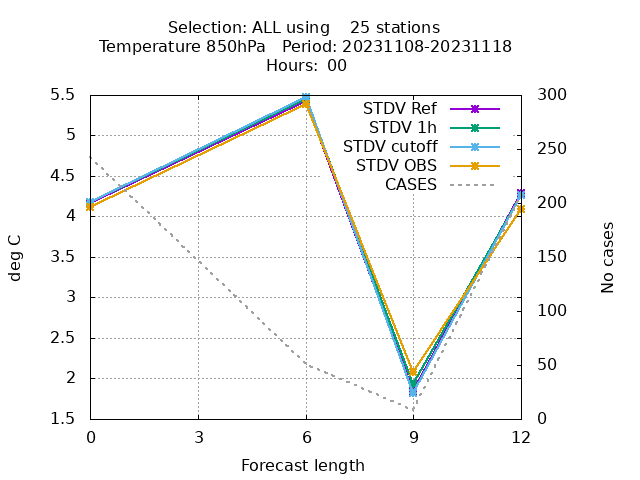 Selection: ALL using    25 stations
Temperature 850hPa   Period: 20231108-20231118
Hours: 00
5.5
5
4.5
4
3.5
3
2.5
2
1.5
deg C
300
250
200
150
100
50
0
No cases
STDV Ref
STDV 1h
STDV cutoff
STDV OBS
CASES
0 3 6 9 12
Forecast length